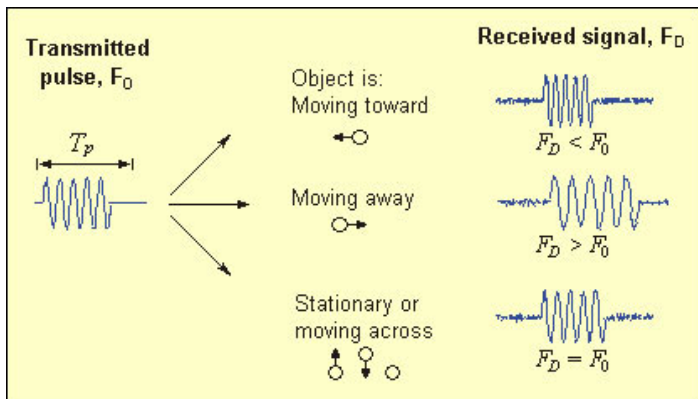 Transmitted
pulse, F0
Tp
Object is:
Moving toward
Moving away
Stationary or
moving across
Received signal, FD
FD < F0
FD > F0
FD = F0